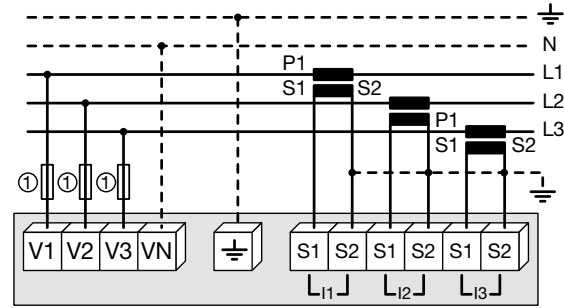 N
P1
L1
S1 S2
L2
P1
L3
S1 S2
① ① ①
V1 V2 V3 VN S1 S2 S1 S2 S1 S2
I1 I2 I3